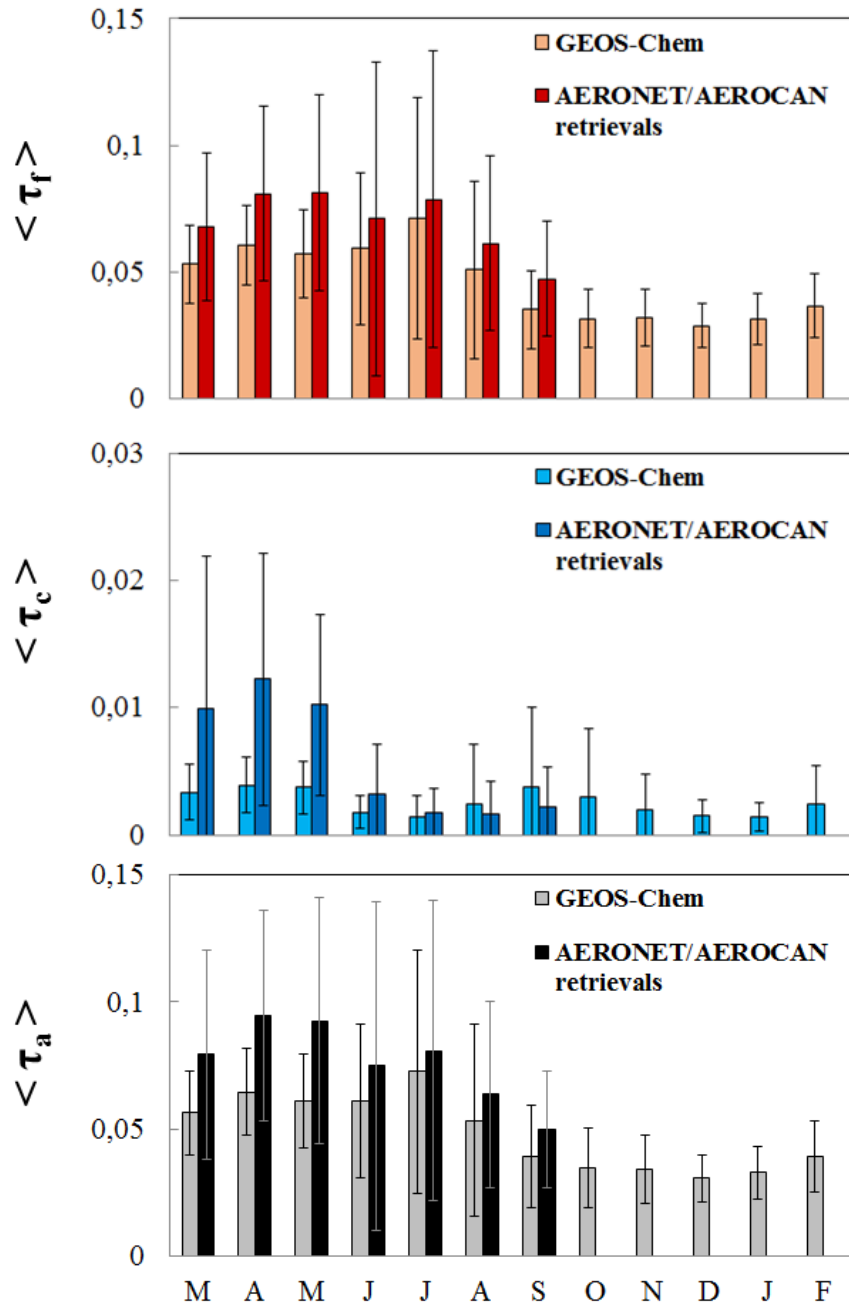 0,15
GEOS-Chem
AERONET/AEROCAN
retrievals
0,1
< τf >
0,05
0
0,03
GEOS-Chem
AERONET/AEROCAN
retrievals
0,02
< τc >
0,01
0
0,15
GEOS-Chem
AERONET/AEROCAN
retrievals
0,1
< τa >
0,05
0
M A M J J A S O N D J F